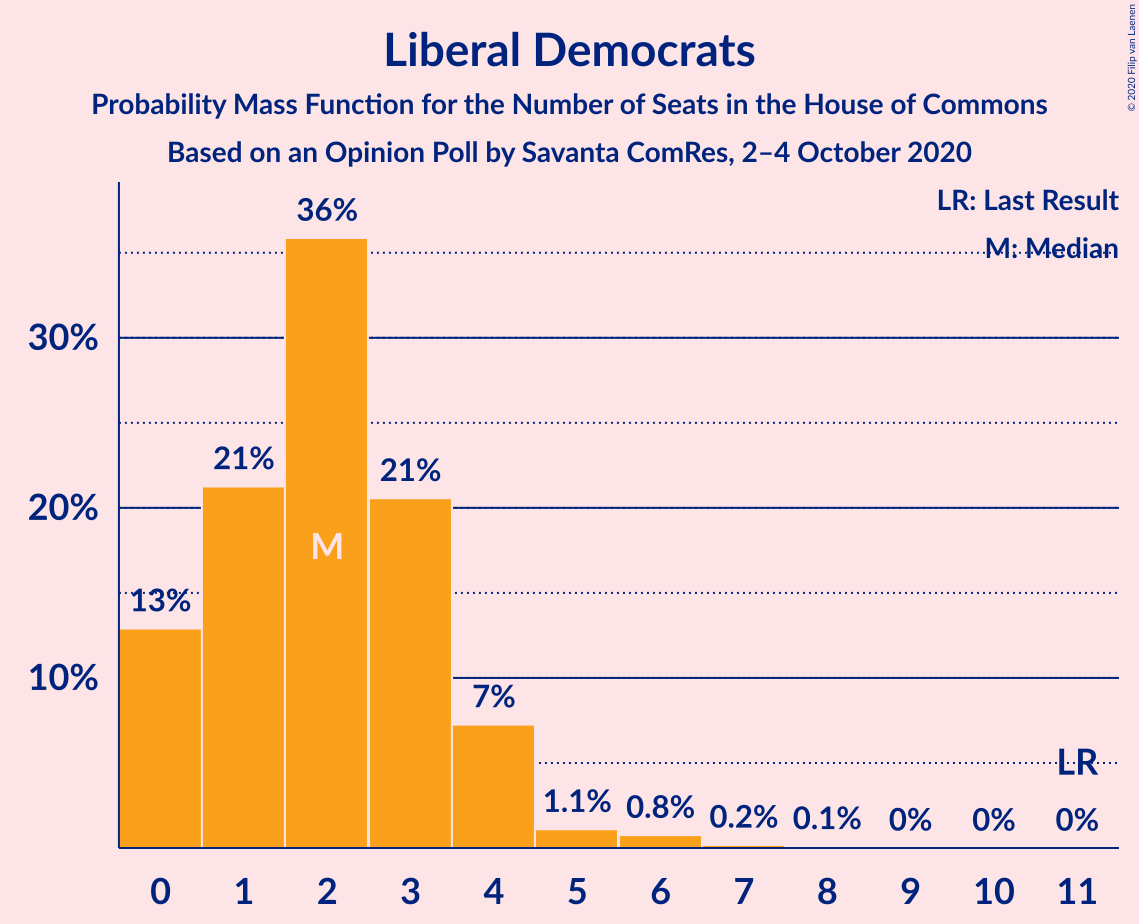 Liberal Democrats
Probability Mass Function for the Number of Seats in the House of Commons
Based on an Opinion Poll by Savanta ComRes, 2–4 October 2020
© 2020 Filip van Laenen
LR: Last Result
M: Median
36%
30%
21%
21%
20%
M
13%
10%
7%
LR
1.1%
0.8%
0.2%
0.1%
0%
0%
0%
0 1 2 3 4 5 6 7 8 9 10 11